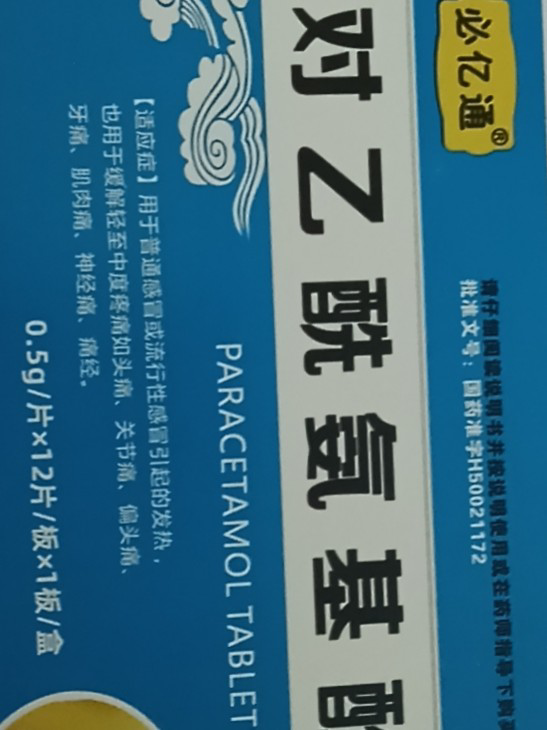 必亿通®
请仔细阅读说明书并按说明使用或在药师指导下购买
批准文号：国药准字H50021172
对乙酰氨基酚
PARACETAMOL TABLET
【适应症】用于普通感冒或流行性感冒引起的发热，
也用于缓解轻至中度疼痛如头痛、关节痛、偏头痛、
牙痛、肌肉痛、神经痛、痛经。
0.5g/片×12片/板×1板/盒